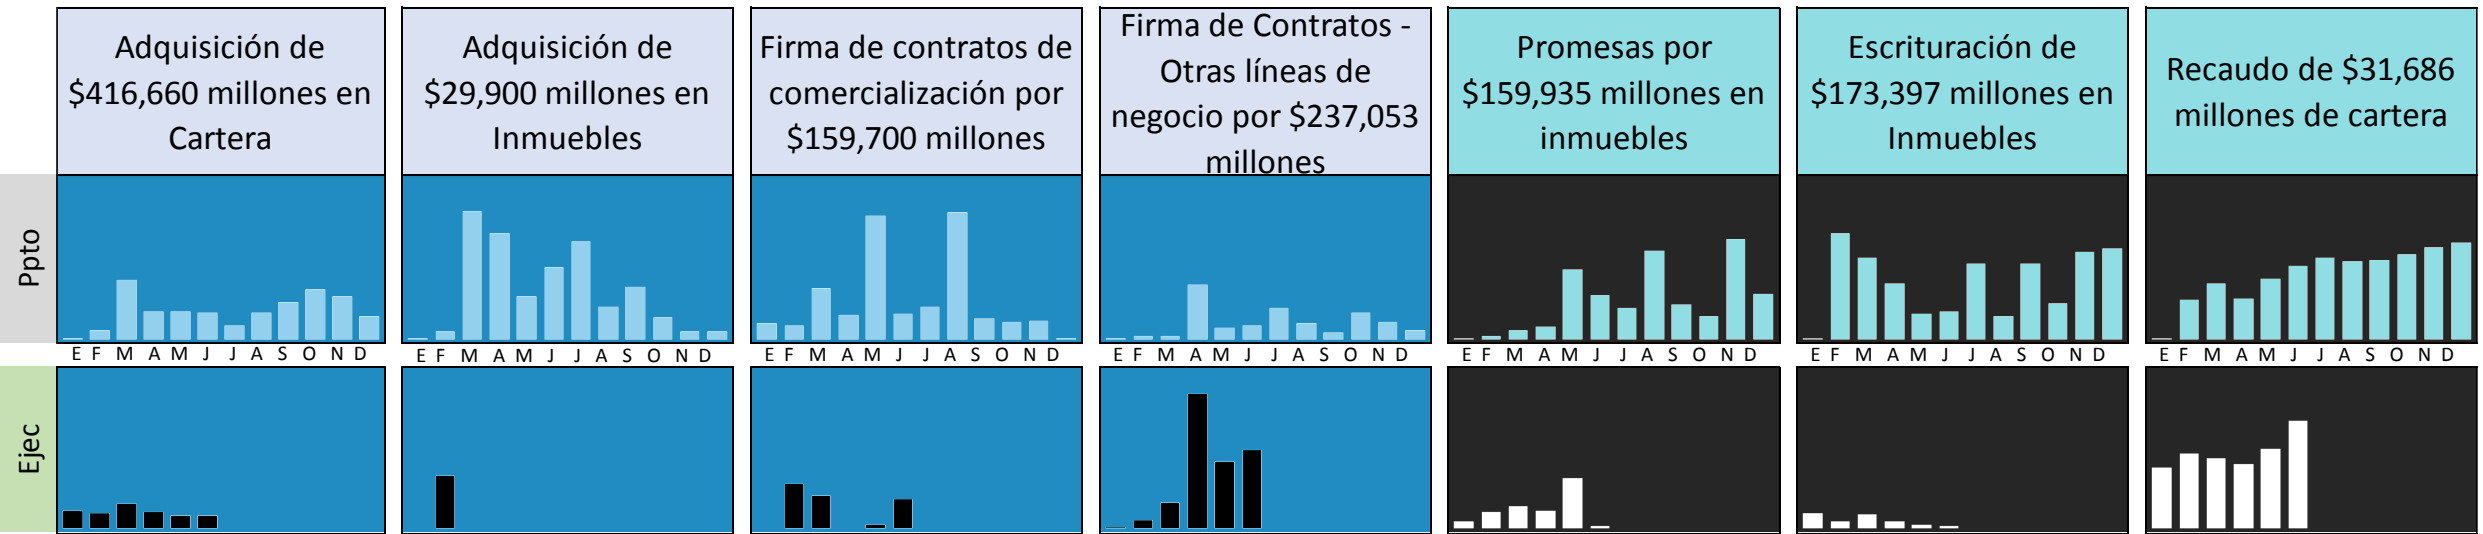 Adquisición de
$416,660 millones en
Cartera
Adquisición de
$29,900 millones en
Inmuebles
Firma de contratos de
comercialización por
$159,700 millones
Firma de Contratos -
Otras líneas de
negocio por $237,053
millones
Promesas por
$159,935 millones en
inmuebles
Escrituración de
$173,397 millones en
Inmuebles
Recaudo de $31,686
millones de cartera
Ppto
E F M A M J J A S O N D
E F M A M J J A S O N D
E F M A M J J A S O N D
E F M A M J J A S O N D
E F M A M J J A S O N D
E F M A M J J A S O N D
E F M A M J J A S O N D
Ejec